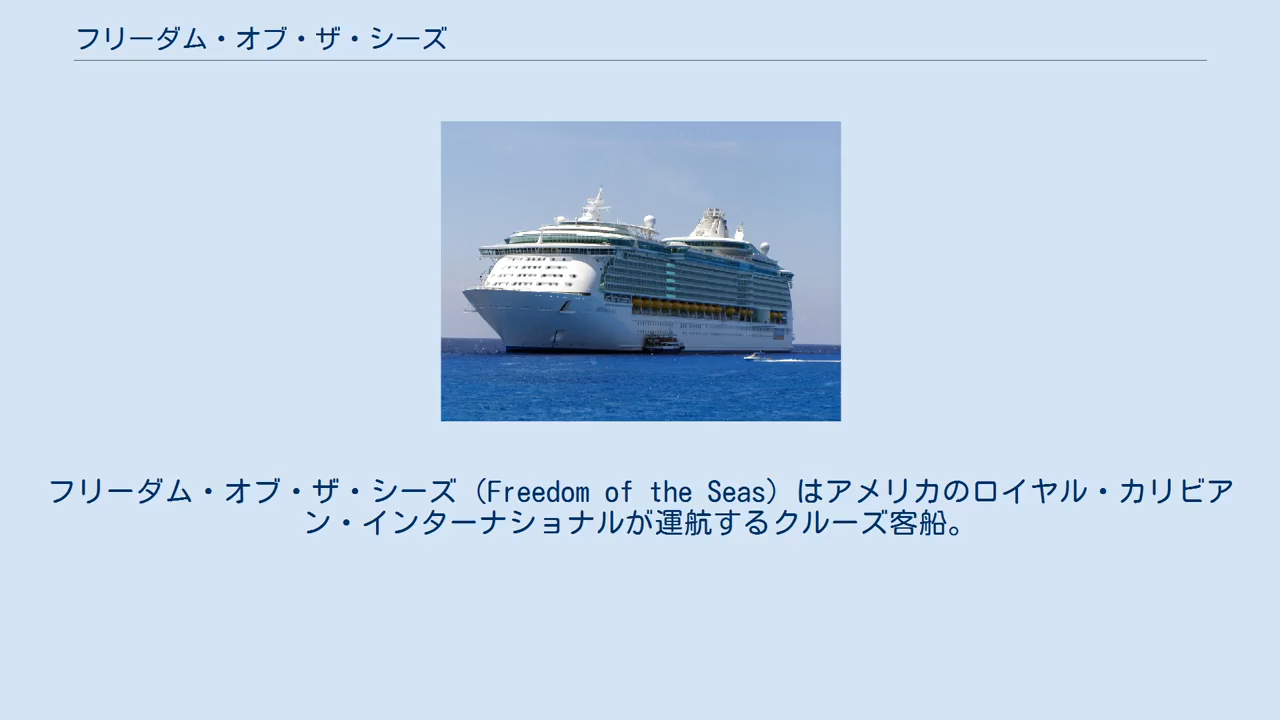 フリーダム・オブ・ザ・シーズ
フリーダム・オブ・ザ・シーズ（Freedom of the Seas）はアメリカのロイヤル・カリビア
ン・インターナショナルが運航するクルーズ客船。